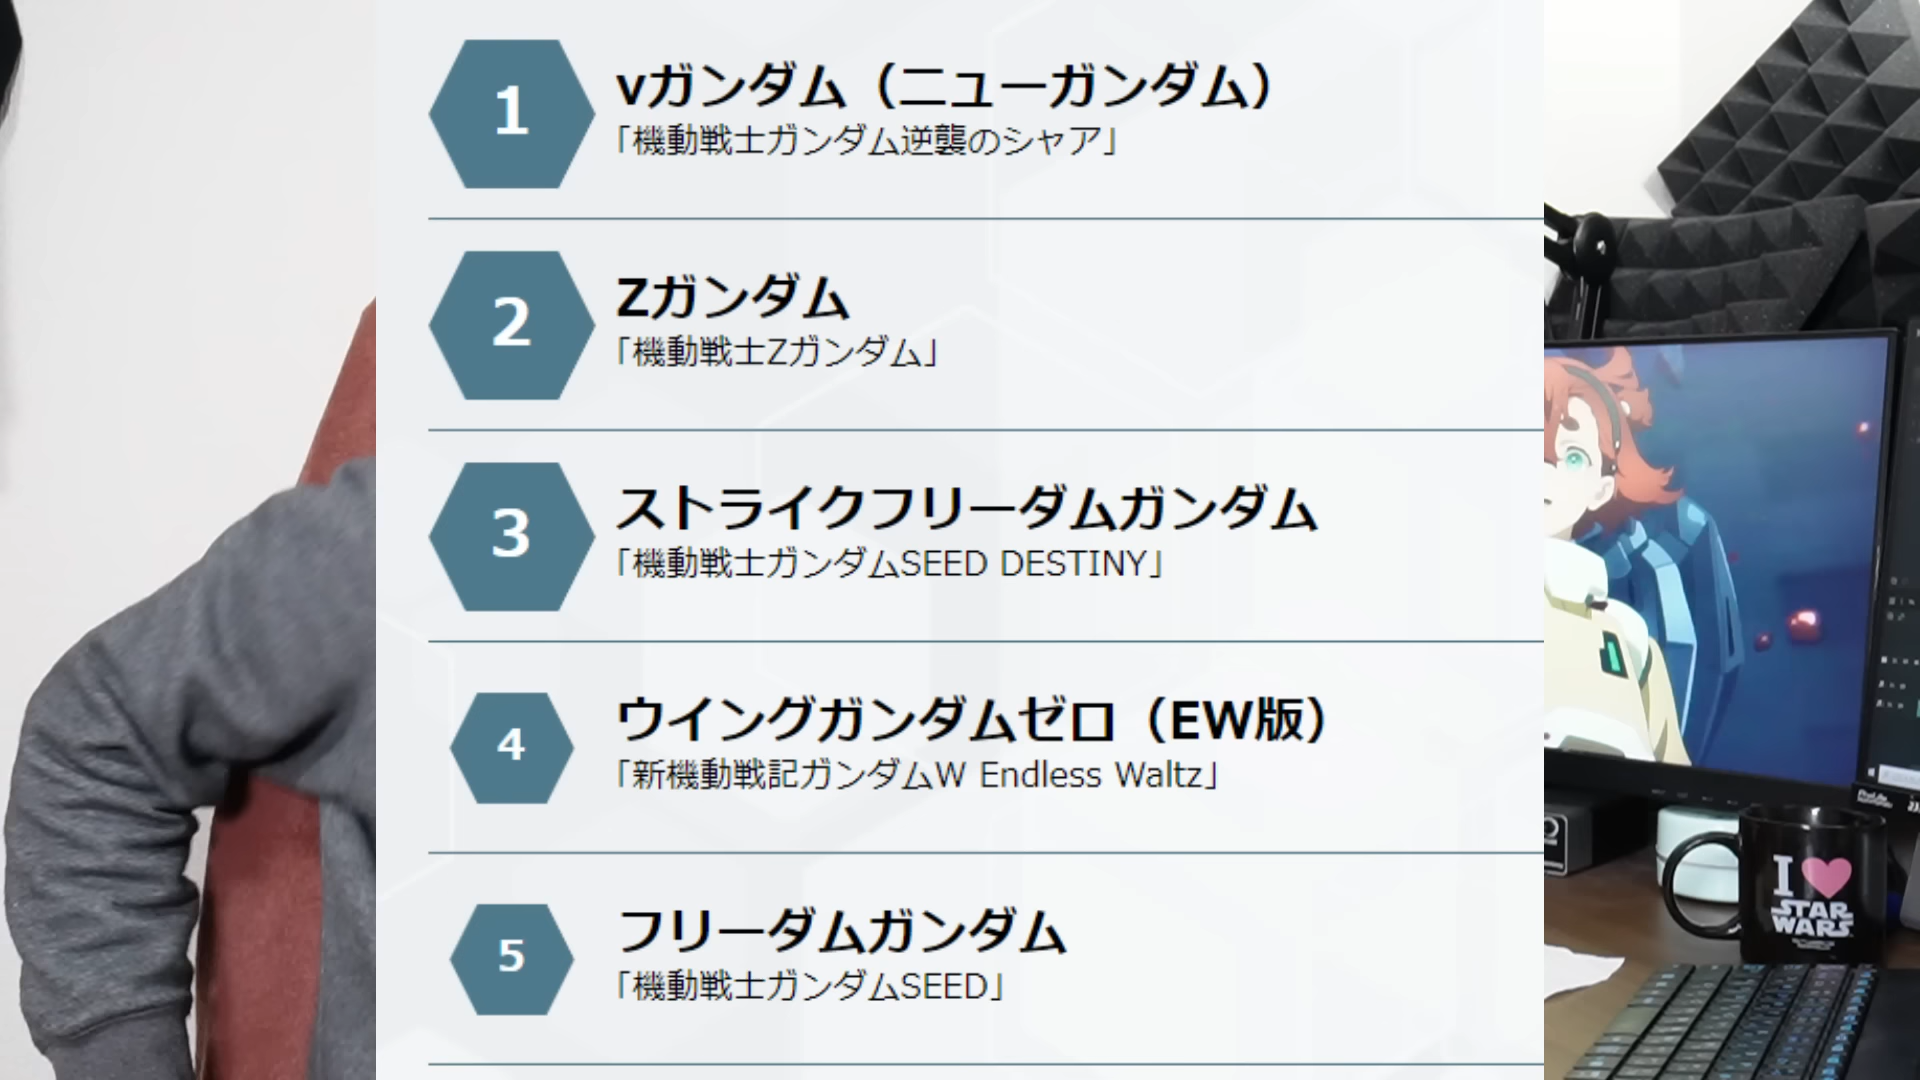 1
vガンダム（ニューガンダム）
「機動戦士ガンダム逆襲のシャア」
2
Zガンダム
「機動戦士Zガンダム」
3
ストライクフリーダムガンダム
「機動戦士ガンダムSEED DESTINY」
4
ウイングガンダムゼロ（EW版）
「新機動戦記ガンダムW Endless Waltz」
5
フリーダムガンダム
「機動戦士ガンダムSEED」
I
STAR
WARS